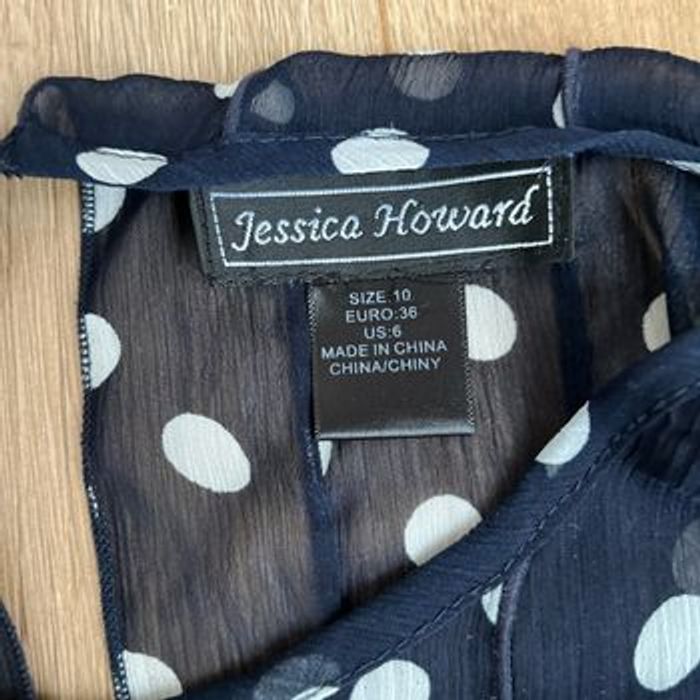 Jessica Howard
SIZE:10
EURO:36
US:6
MADE IN CHINA
CHINA/CHINY